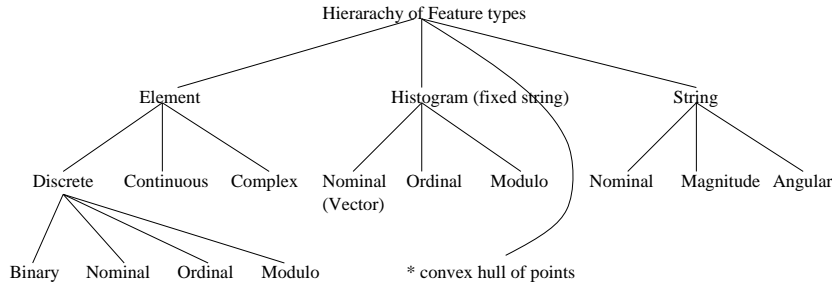 Hierarachy of Feature types
Element
Histogram (fixed string)
String
Discrete
Continuous
Complex
Nominal
(Vector)
Ordinal
Modulo
Nominal
Magnitude
Angular
Binary
Nominal
Ordinal
Modulo
* convex hull of points